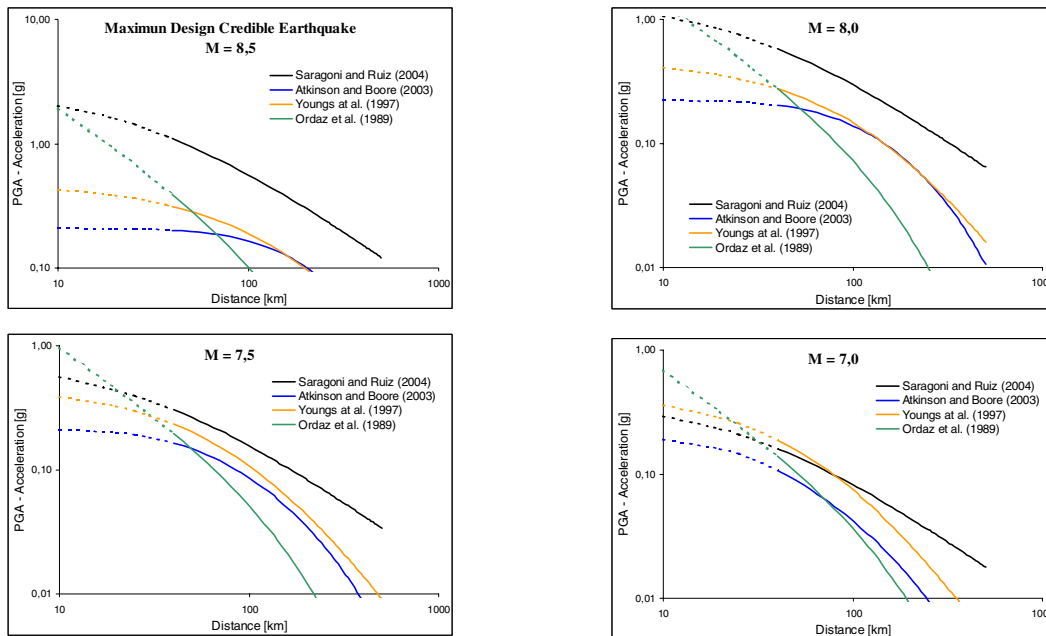 Maximun Design Credible Earthquake
M = 8,5
10,00
1,00
0,10
PGA - Acceleration [g]
Saragoni and Ruiz (2004)
Atkinson and Boore (2003)
Youngs at al. (1997)
Ordaz et al. (1989)
10
100
1000
Distance [km]
M = 8,0
1,00
0,10
0,01
PGA - Acceleration [g]
Saragoni and Ruiz (2004)
Atkinson and Boore (2003)
Youngs at al. (1997)
Ordaz et al. (1989)
10
100
100
Distance [km]
M = 7,5
1,00
0,10
0,01
PGA - Acceleration [g]
Saragoni and Ruiz (2004)
Atkinson and Boore (2003)
Youngs at al. (1997)
Ordaz et al. (1989)
10
100
1000
Distance [km]
M = 7,0
1,00
0,10
0,01
PGA - Acceleration [g]
Saragoni and Ruiz (2004)
Atkinson and Boore (2003)
Youngs at al. (1997)
Ordaz et al. (1989)
10
100
100
Distance [km]